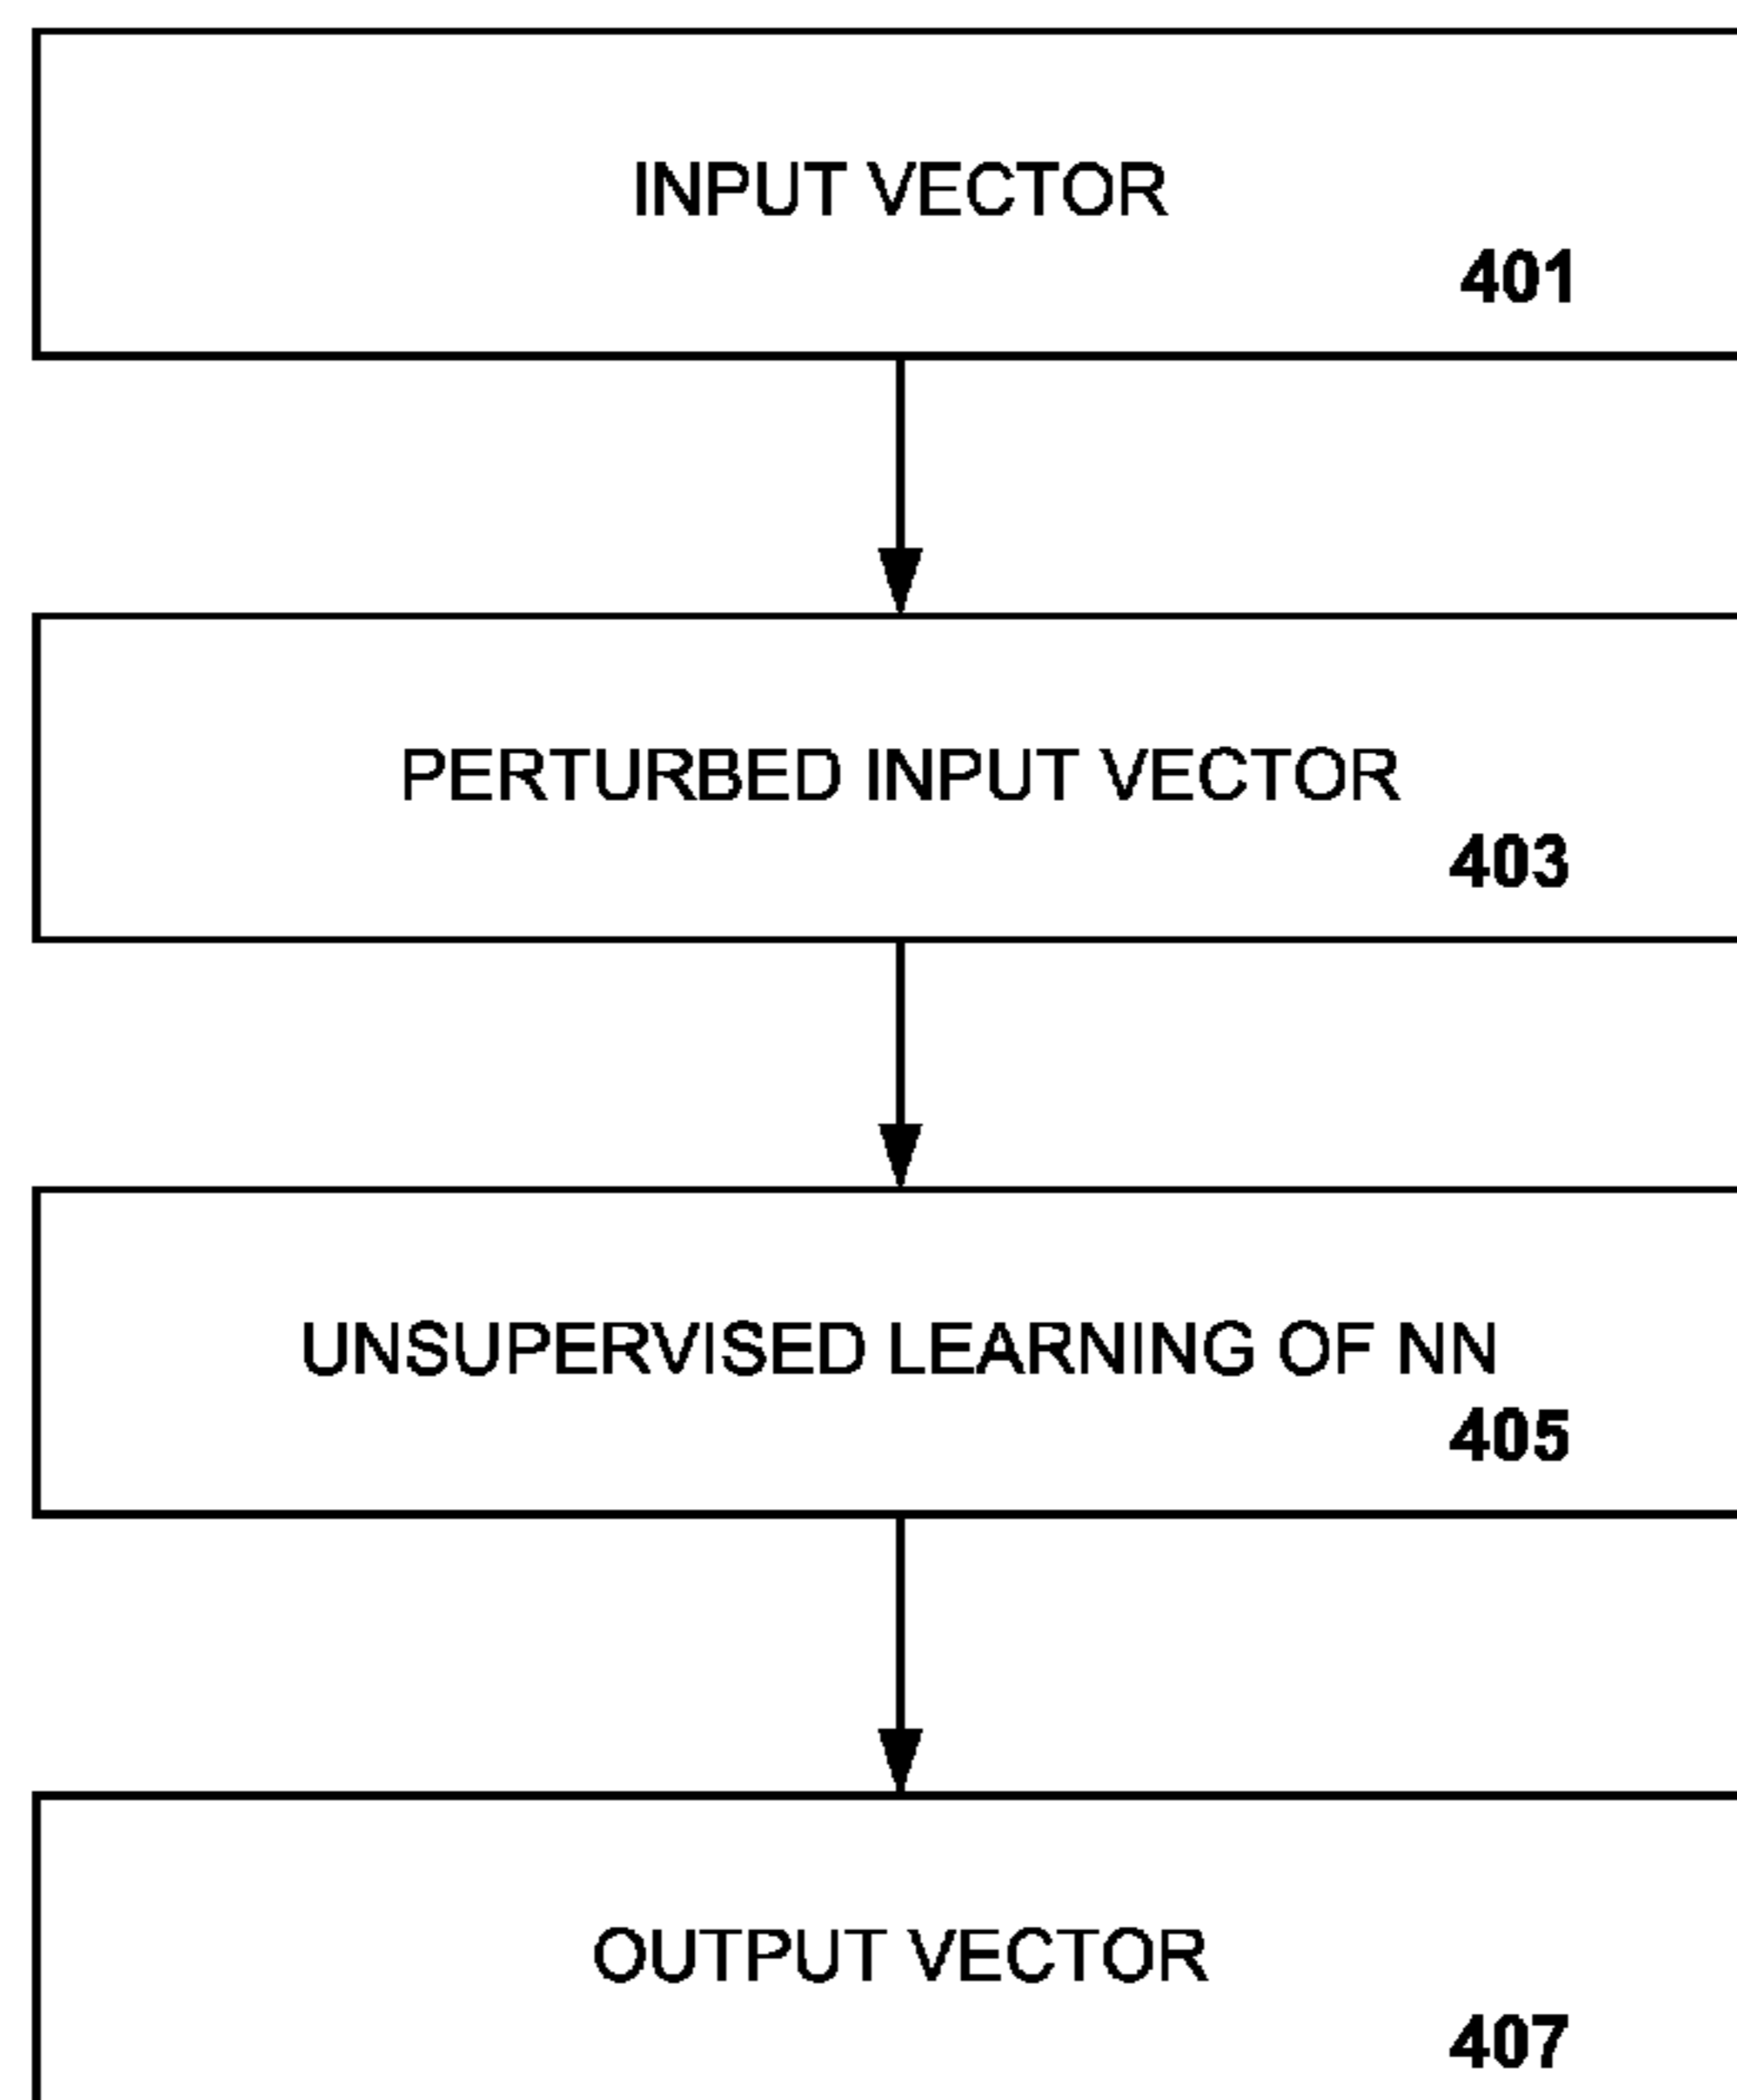 INPUT VECTOR
401
PERTURBED INPUT VECTOR
403
UNSUPERVISED LEARNING OF NN
405
OUTPUT VECTOR
407